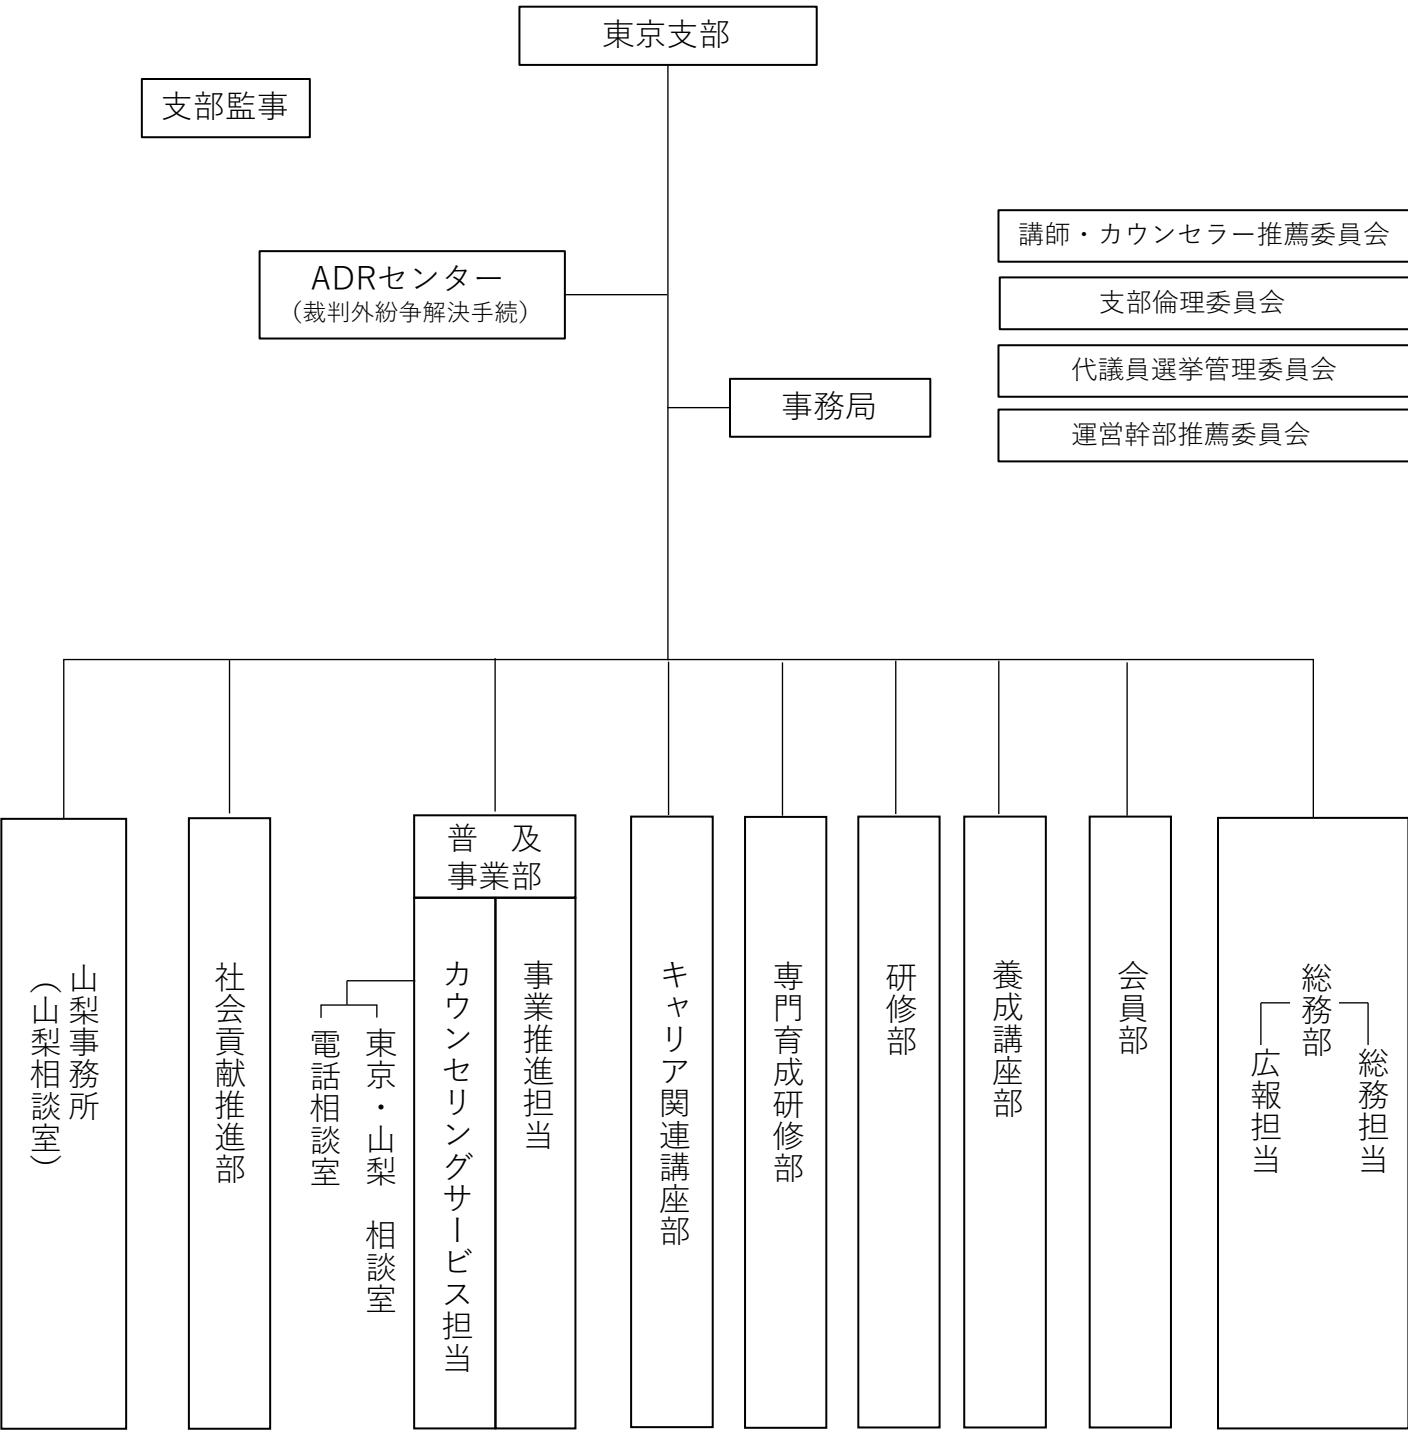 東京支部
支部監事
講師・カウンセラー推薦委員会
ADRセンター
（裁判外紛争解決手続）
支部倫理委員会
代議員選挙管理委員会
事務局
運営幹部推薦委員会
総務部
総務担当
広報担当
会員部
養成講座部
研修部
専門育成研修部
キャリア関連講座部
普　及
事業部
事業推進担当
カウンセリングサービス担当
東京・山梨　相談室
電話相談室
社会貢献推進部
山梨事務所
（山梨相談室）